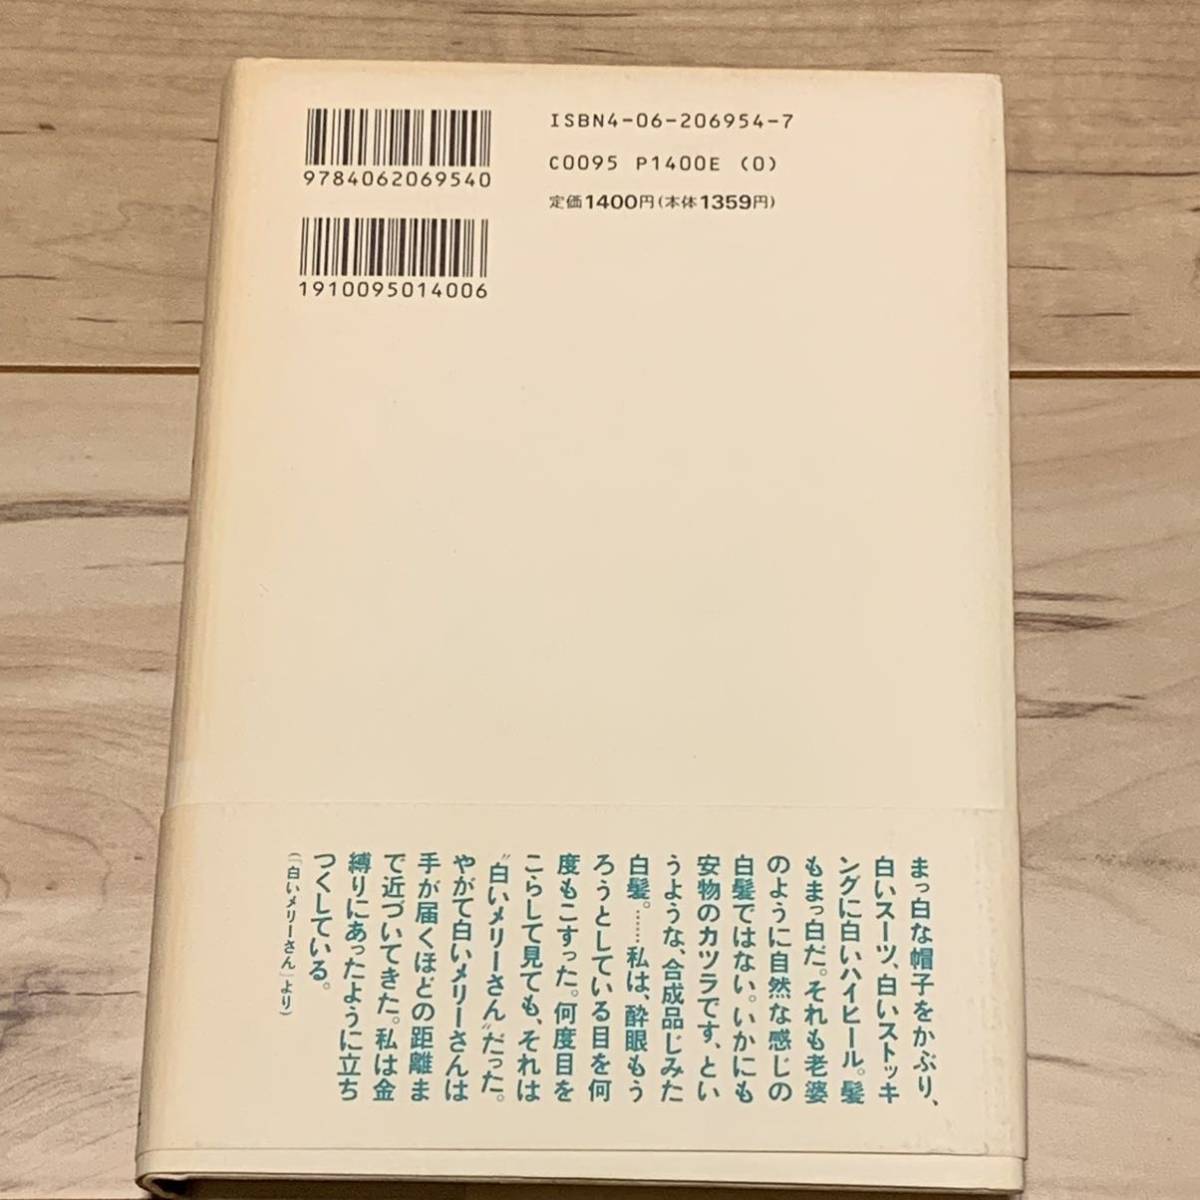 9784062069540
1910095014006
ISBN4-06-206954-7
C0095 P1400E (0)
定価1400円(本体1359円)
まっ白な帽子をかぶり、
白いスーツ、白いストッキ
ングに白いハイヒール。髪
もまっ白だ。それも老婆
のように自然な感じの
白髪ではない。いかにも
安物のカツラです、とい
うような、合成品じみた
白髪。……私は、酔眼もう
ろうとしている目を何
度もこすった。何度目を
こらして見ても、それは
“白いメリーさん”だった。
やがて白いメリーさんは
手が届くほどの距離ま
で近づいてきた。私は金
縛りにあったように立ち
つくしている。
(「白いメリーさん」より)